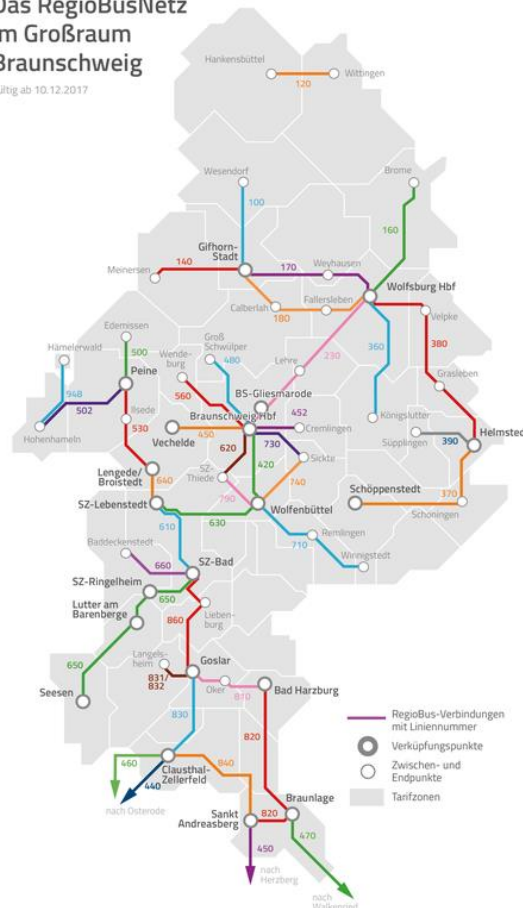 Das RegioBusNetz
im Großraum
Braunschweig
gültig ab 10.12.2017
Hankensbüttel
Wittingen
120
Wesendorf
Brome
100
160
Gifhorn-
Stadt
140
170
Weyhausen
Meinersen
Wolfsburg Hbf
Calberlah
Fallersleben
180
Velpke
Edemissen
Groß
Schwülper
Hämelerwald
500
Wende-
burg
480
360
380
Lehre
230
Peine
Grasleben
948
560
BS-Gliesmarode
502
Braunschweig Hbf
452
Königslutter
Ilsede
Cremlingen
Hohenhameln
530
450
Süpplingen
390
Helmstedt
Vechelde
620
730
Lengede/
Broistedt
SZ-
Thiede
420
Sickte
640
740
Schöppenstedt
370
SZ-Lebenstedt
790
Wolfenbüttel
Schöningen
610
630
Remlingen
Baddeckenstedt
710
Winnigstedt
660
SZ-Bad
SZ-Ringelheim
650
Lutter am
Barenberge
860
Lieben-
burg
650
Langels-
heim
Goslar
831/
832
Oker
810
Seesen
Bad Harzburg
830
RegioBus-Verbindungen
mit Liniennummer
820
Verküpfungspunkte
460
840
Zwischen- und
Endpunkte
440
Clausthal-
Zellerfeld
Tarifzonen
nach Osterode
Braunlage
Sankt
Andreasberg
820
470
450
nach
Herzberg
nach
Walkenried